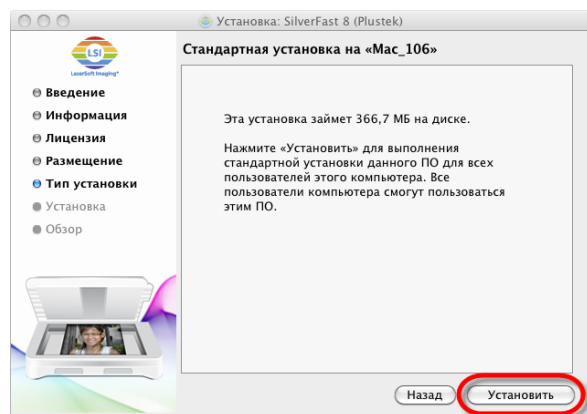 Установка: SilverFast 8 (Plustek)
LSI
LaserSoft Imaging
Стандартная установка на «Mac_106»
Введение
Информация
Лицензия
Размещение
Тип установки
Установка
Обзор
Эта установка займет 366,7 МБ на диске.
Нажмите «Установить» для выполнения
стандартной установки данного ПО для всех
пользователей этого компьютера. Все
пользователи компьютера смогут пользоваться
этим ПО.
Назад
Установить